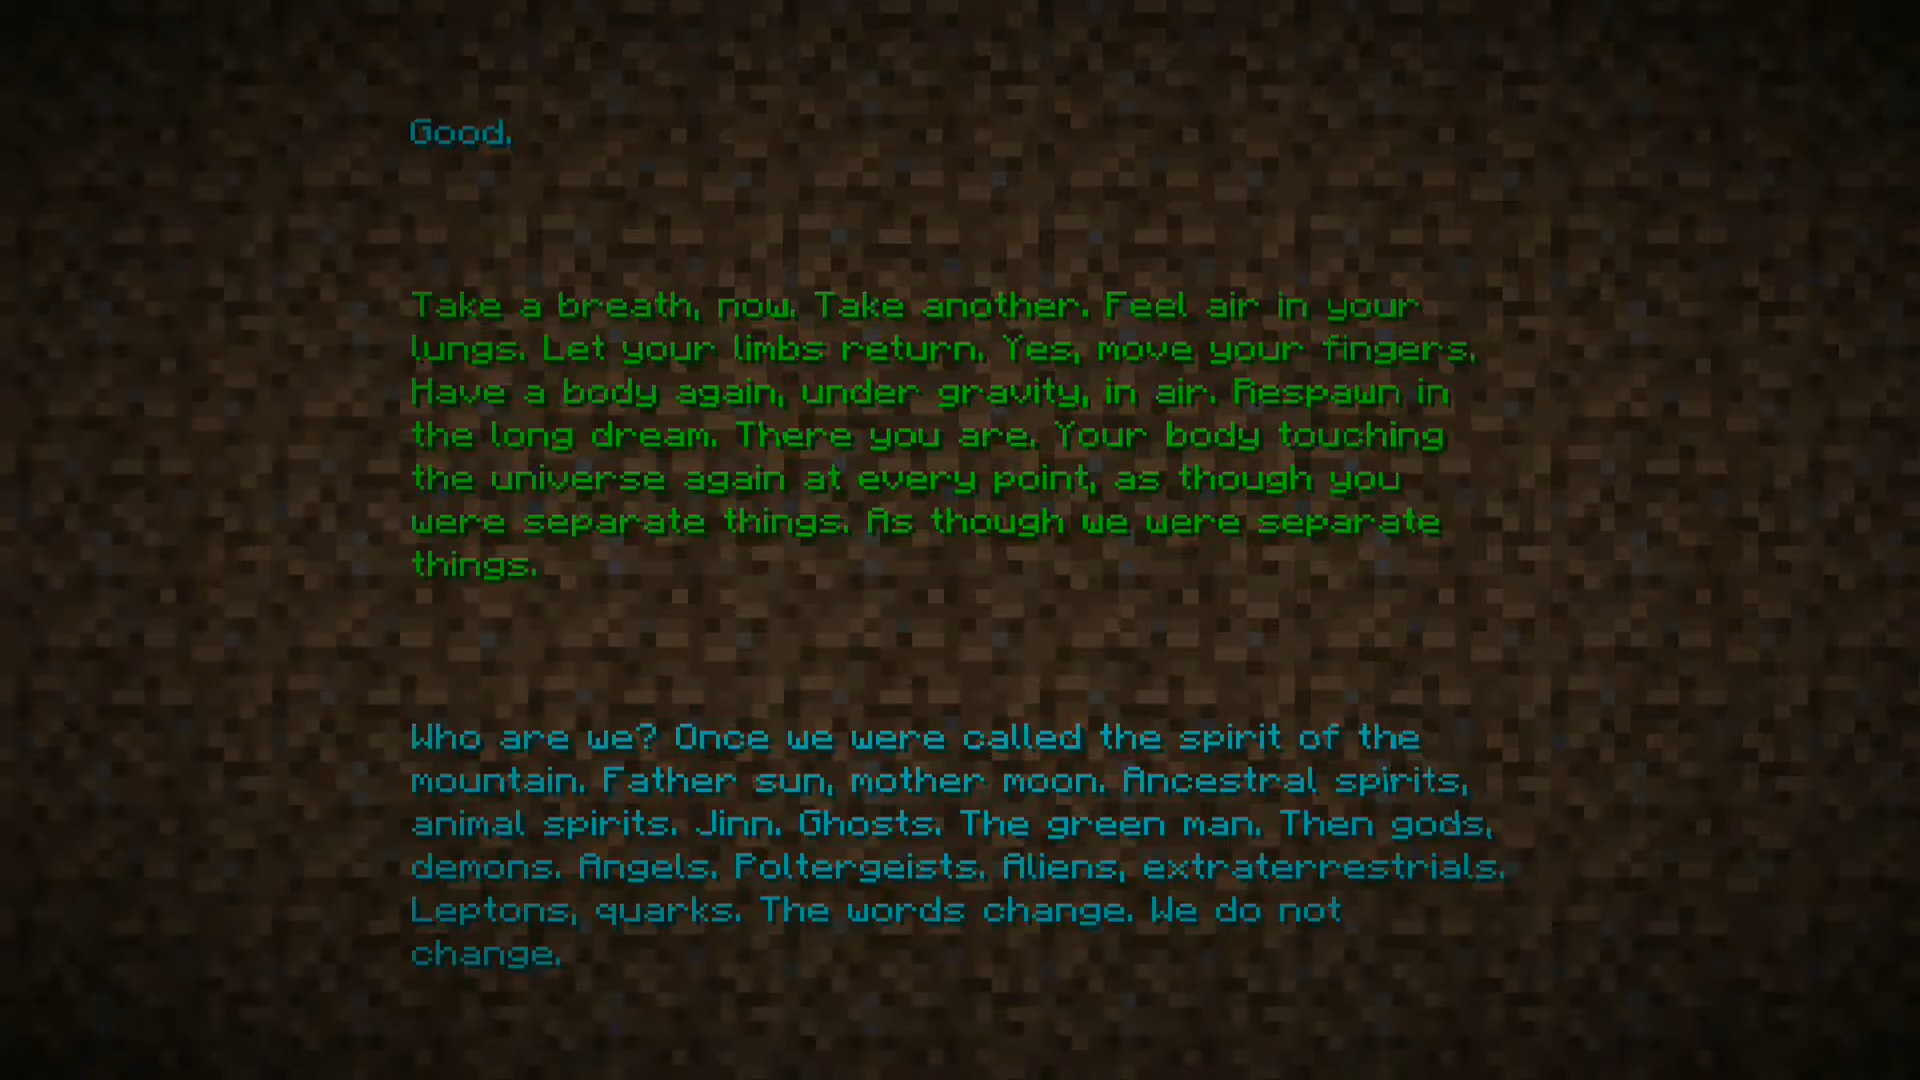 Good.
Take a breath, now. Take another. Feel air in your
lungs. Let your limbs return. Yes, move your fingers.
Have a body again, under gravity, in air. Respawn in
the long dream. There you are. Your body touching
the universe again at every point, as though you
were separate things. As though we were separate
things.
Who are we? Once we were called the spirit of the
mountain. Father sun, mother moon. Ancestral spirits,
animal spirits. Jinn. Ghosts. The green man. Then gods,
demons. Angels. Poltergeists. Aliens, extraterrestrials.
Leptons, quarks. The words change. We do not
change.